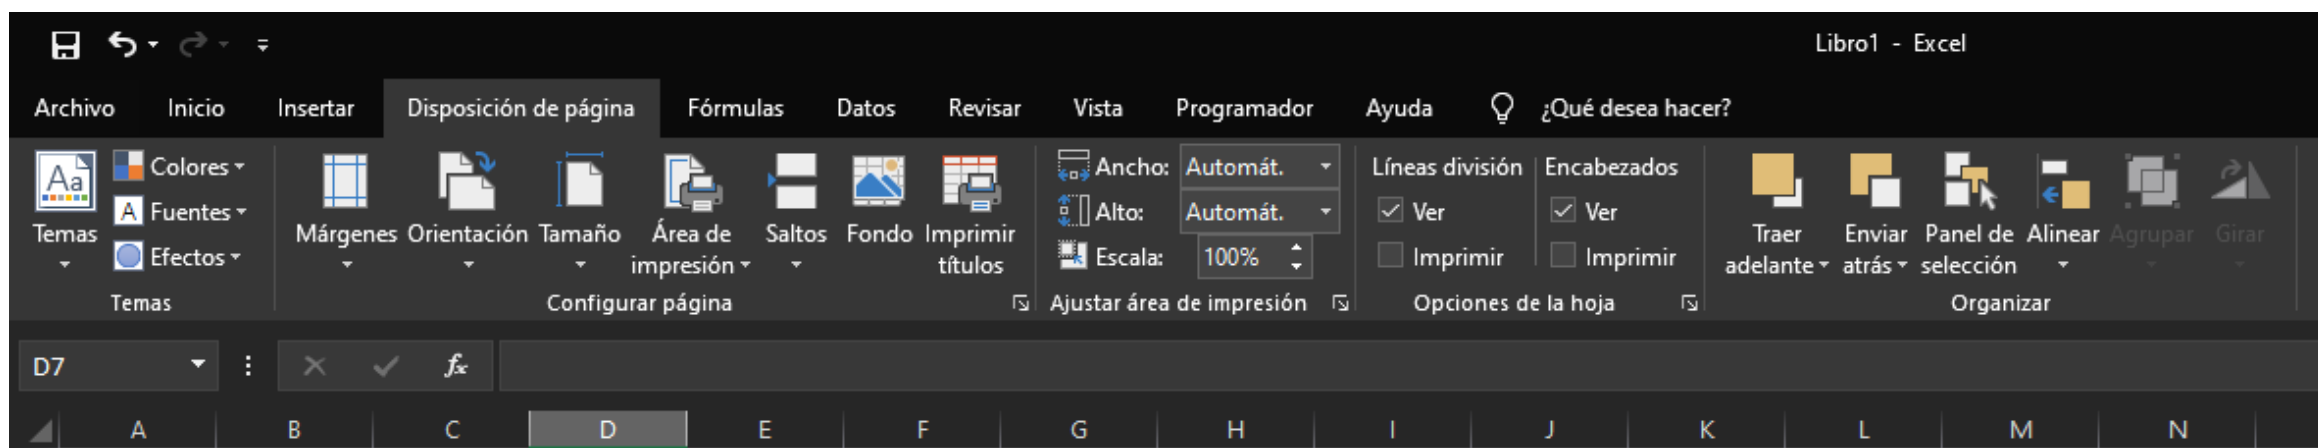 Libro1 - Excel
Archivo Inicio Insertar Disposición de página Fórmulas Datos Revisar Vista Programador Ayuda ¿Qué desea hacer?
Aa
Temas
Colores
A Fuentes
Efectos
Temas
Márgenes
Orientación
Tamaño
Área de
impresión
Saltos
Fondo
Imprimir
títulos
Configurar página
Ancho: Automát.
Alto: Automát.
Escala: 100%
Ajustar área de impresión
Líneas división
Ver
Imprimir
Encabezados
Ver
Imprimir
Opciones de la hoja
Traer
adelante
Enviar
atrás
Panel de
selección
Alinear
Agrupar
Girar
Organizar
D7 fx
A B C D E F G H I J K L M N